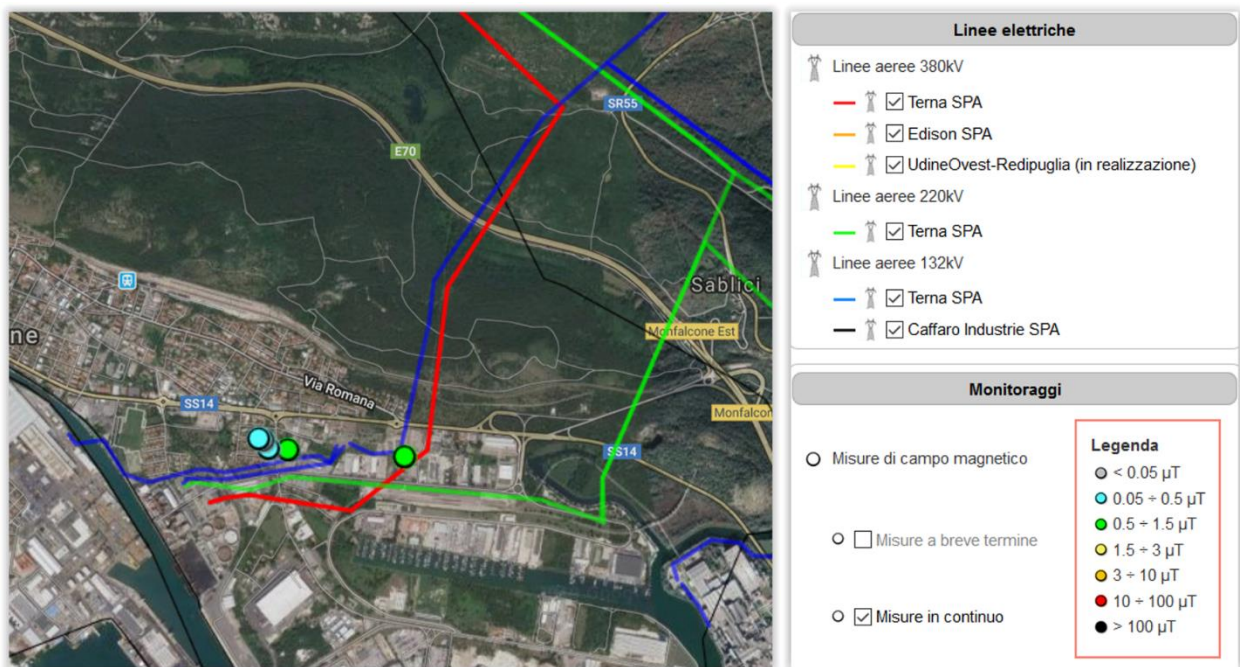 SR55
E70
Sablici
Monfalcone Est
ne
Via Romana
SS14
Monfalcon
SS14
Linee elettriche
Linee aeree 380kV
Terna SPA
Edison SPA
UdineOvest-Redipuglia (in realizzazione)
Linee aeree 220kV
Terna SPA
Linee aeree 132kV
Terna SPA
Caffaro Industrie SPA
Monitoraggi
Misure di campo magnetico
Misure a breve termine
Misure in continuo
Legenda
< 0.05 µT
0.05 ÷ 0.5 µT
0.5 ÷ 1.5 µT
1.5 ÷ 3 µT
3 ÷ 10 µT
10 ÷ 100 µT
> 100 µT